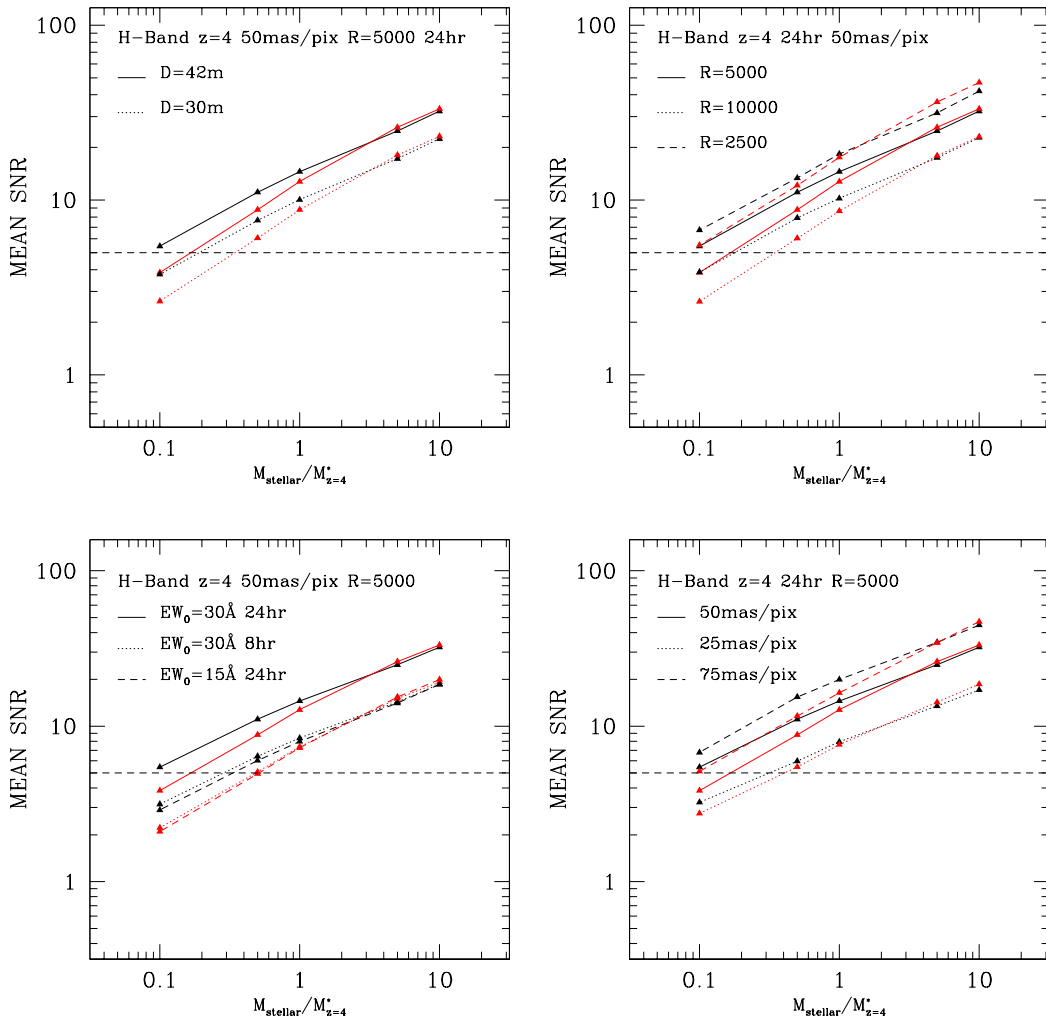 H-Band z=4 50mas/pix R=5000 24hr
D=42m
D=30m
100
10
1
MEAN SNR
0.1 1 10
M_stellar/M*_z=4
H-Band z=4 24hr 50mas/pix
R=5000
R=10000
R=2500
100
10
1
MEAN SNR
0.1 1 10
M_stellar/M*_z=4
H-Band z=4 50mas/pix R=5000
EW₀=30Å 24hr
EW₀=30Å 8hr
EW₀=15Å 24hr
100
10
1
MEAN SNR
0.1 1 10
M_stellar/M*_z=4
H-Band z=4 24hr R=5000
50mas/pix
25mas/pix
75mas/pix
100
10
1
MEAN SNR
0.1 1 10
M_stellar/M*_z=4